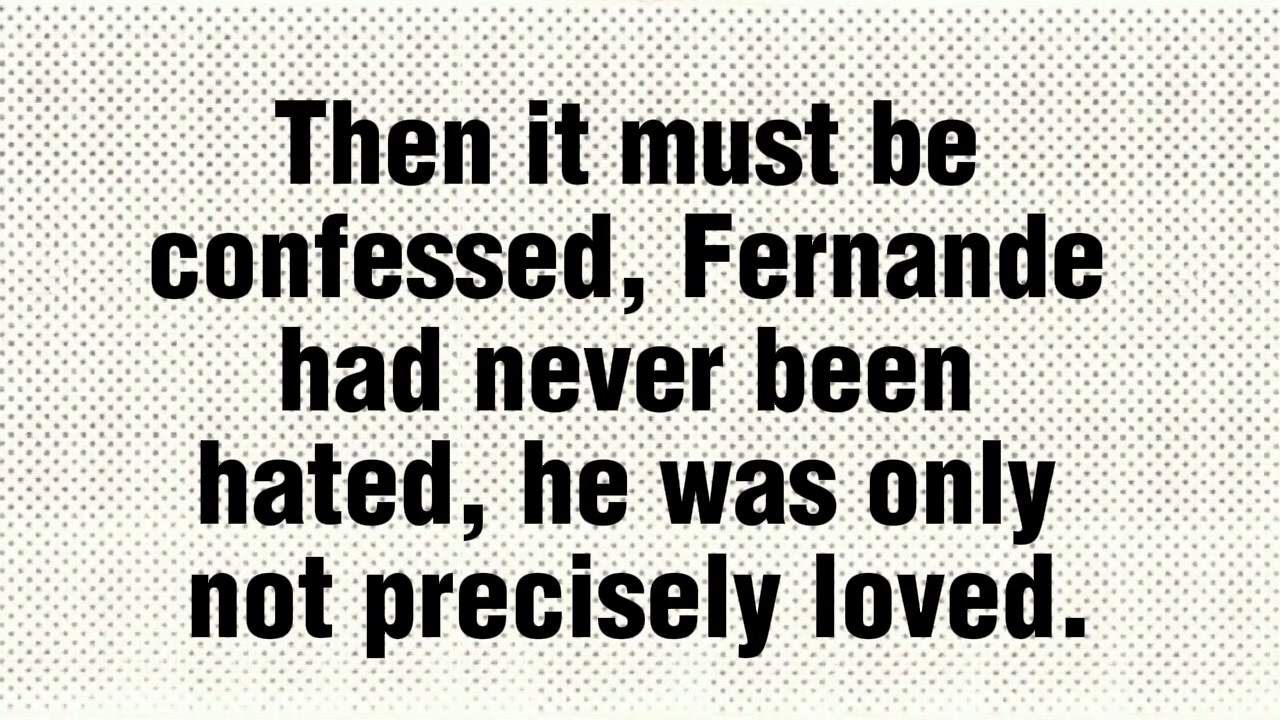 Then it must be
confessed, Fernande
had never been
hated, he was only
not precisely loved.